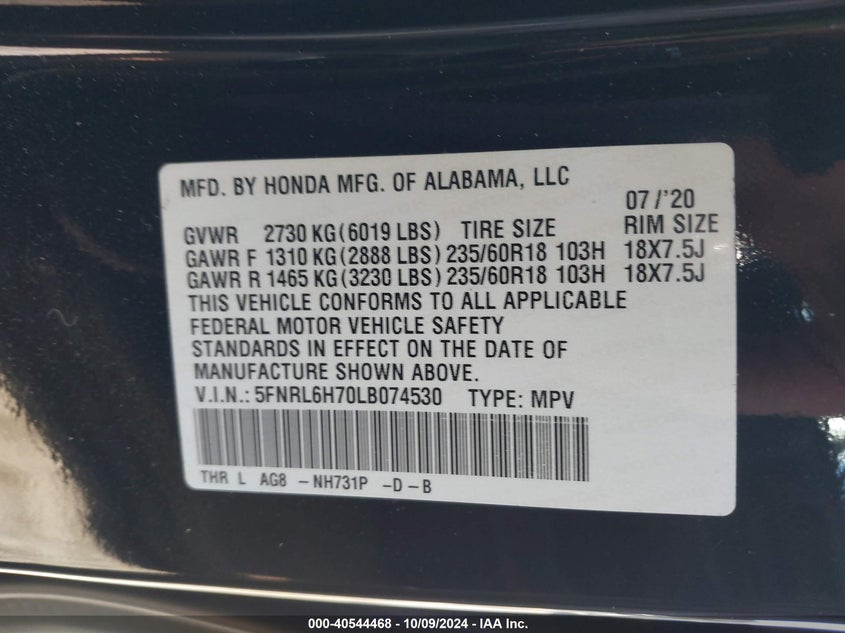 MFD. BY HONDA MFG. OF ALABAMA, LLC
07/'20
GVWR 2730 KG(6019 LBS) TIRE SIZE RIM SIZE
GAWR F 1310 KG(2888 LBS) 235/60R18 103H 18X7.5J
GAWR R 1465 KG(3230 LBS) 235/60R18 103H 18X7.5J
THIS VEHICLE CONFORMS TO ALL APPLICABLE
FEDERAL MOTOR VEHICLE SAFETY
STANDARDS IN EFFECT ON THE DATE OF
MANUFACTURE SHOWN ABOVE.
V.I.N.: 5FNRL6H70LB074530 TYPE: MPV
THR L AG8 -NH731P -D-B
000-40544468 - 10/09/2024 - IAA Inc.